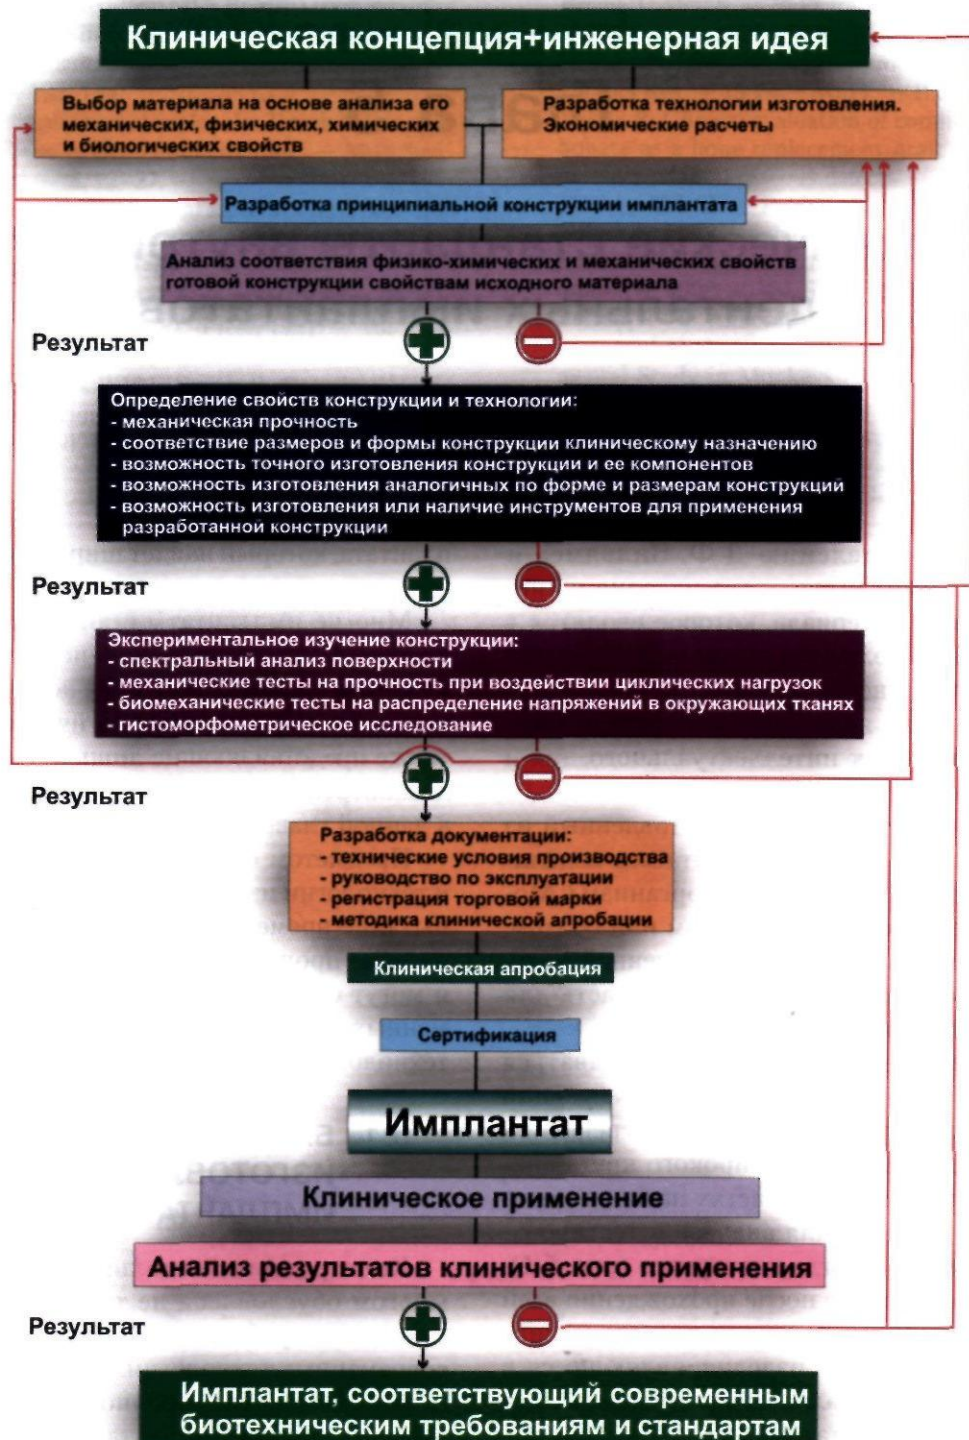 Клиническая концепция+инженерная идея
Выбор материала на основе анализа его
механических, физических, химических
и биологических свойств
Разработка технологии изготовления.
Экономические расчеты
Разработка принципиальной конструкции имплантата
Анализ соответствия физико-химических и механических свойств
готовой конструкции свойствам исходного материала
Результат
Определение свойств конструкции и технологии:
- механическая прочность
- соответствие размеров и формы конструкции клиническому назначению
- возможность точного изготовления конструкции и ее компонентов
- возможность изготовления аналогичных по форме и размерам конструкций
- возможность изготовления или наличие инструментов для применения
разработанной конструкции
Результат
Экспериментальное изучение конструкции:
- спектральный анализ поверхности
- механические тесты на прочность при воздействии циклических нагрузок
- биомеханические тесты на распределение напряжений в окружающих тканях
- гистоморфометрическое исследование
Результат
Разработка документации:
- технические условия производства
- руководство по эксплуатации
- регистрация торговой марки
- методика клинической апробации
Клиническая апробация
Сертификация
Имплантат
Клиническое применение
Анализ результатов клинического применения
Результат
Имплантат, соответствующий современным
биотехническим требованиям и стандартам